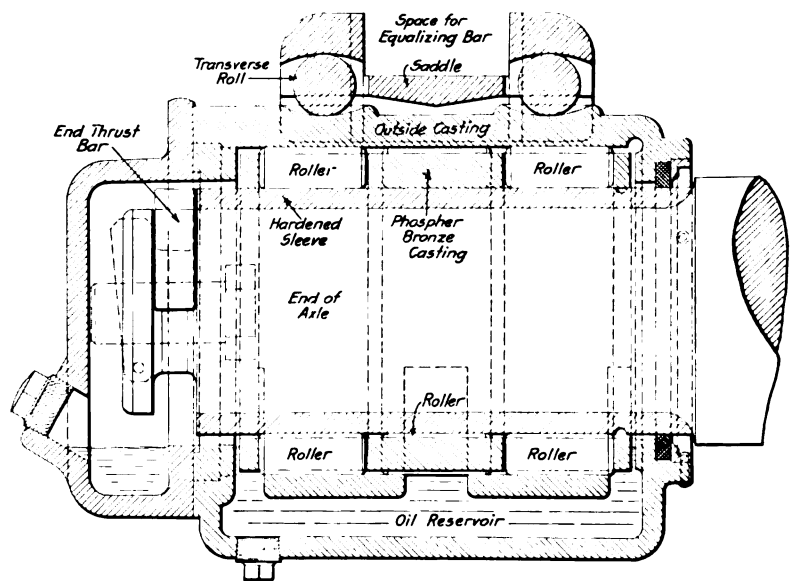 Space for
Equalizing Bar
Saddle
Transverse
Roll
End Thrust
Bar
Outside Casting
Roller
Roller
Hardened
Sleeve
Phospher
Bronze
Casting
End of
Axle
Roller
Roller
Roller
Oil Reservoir